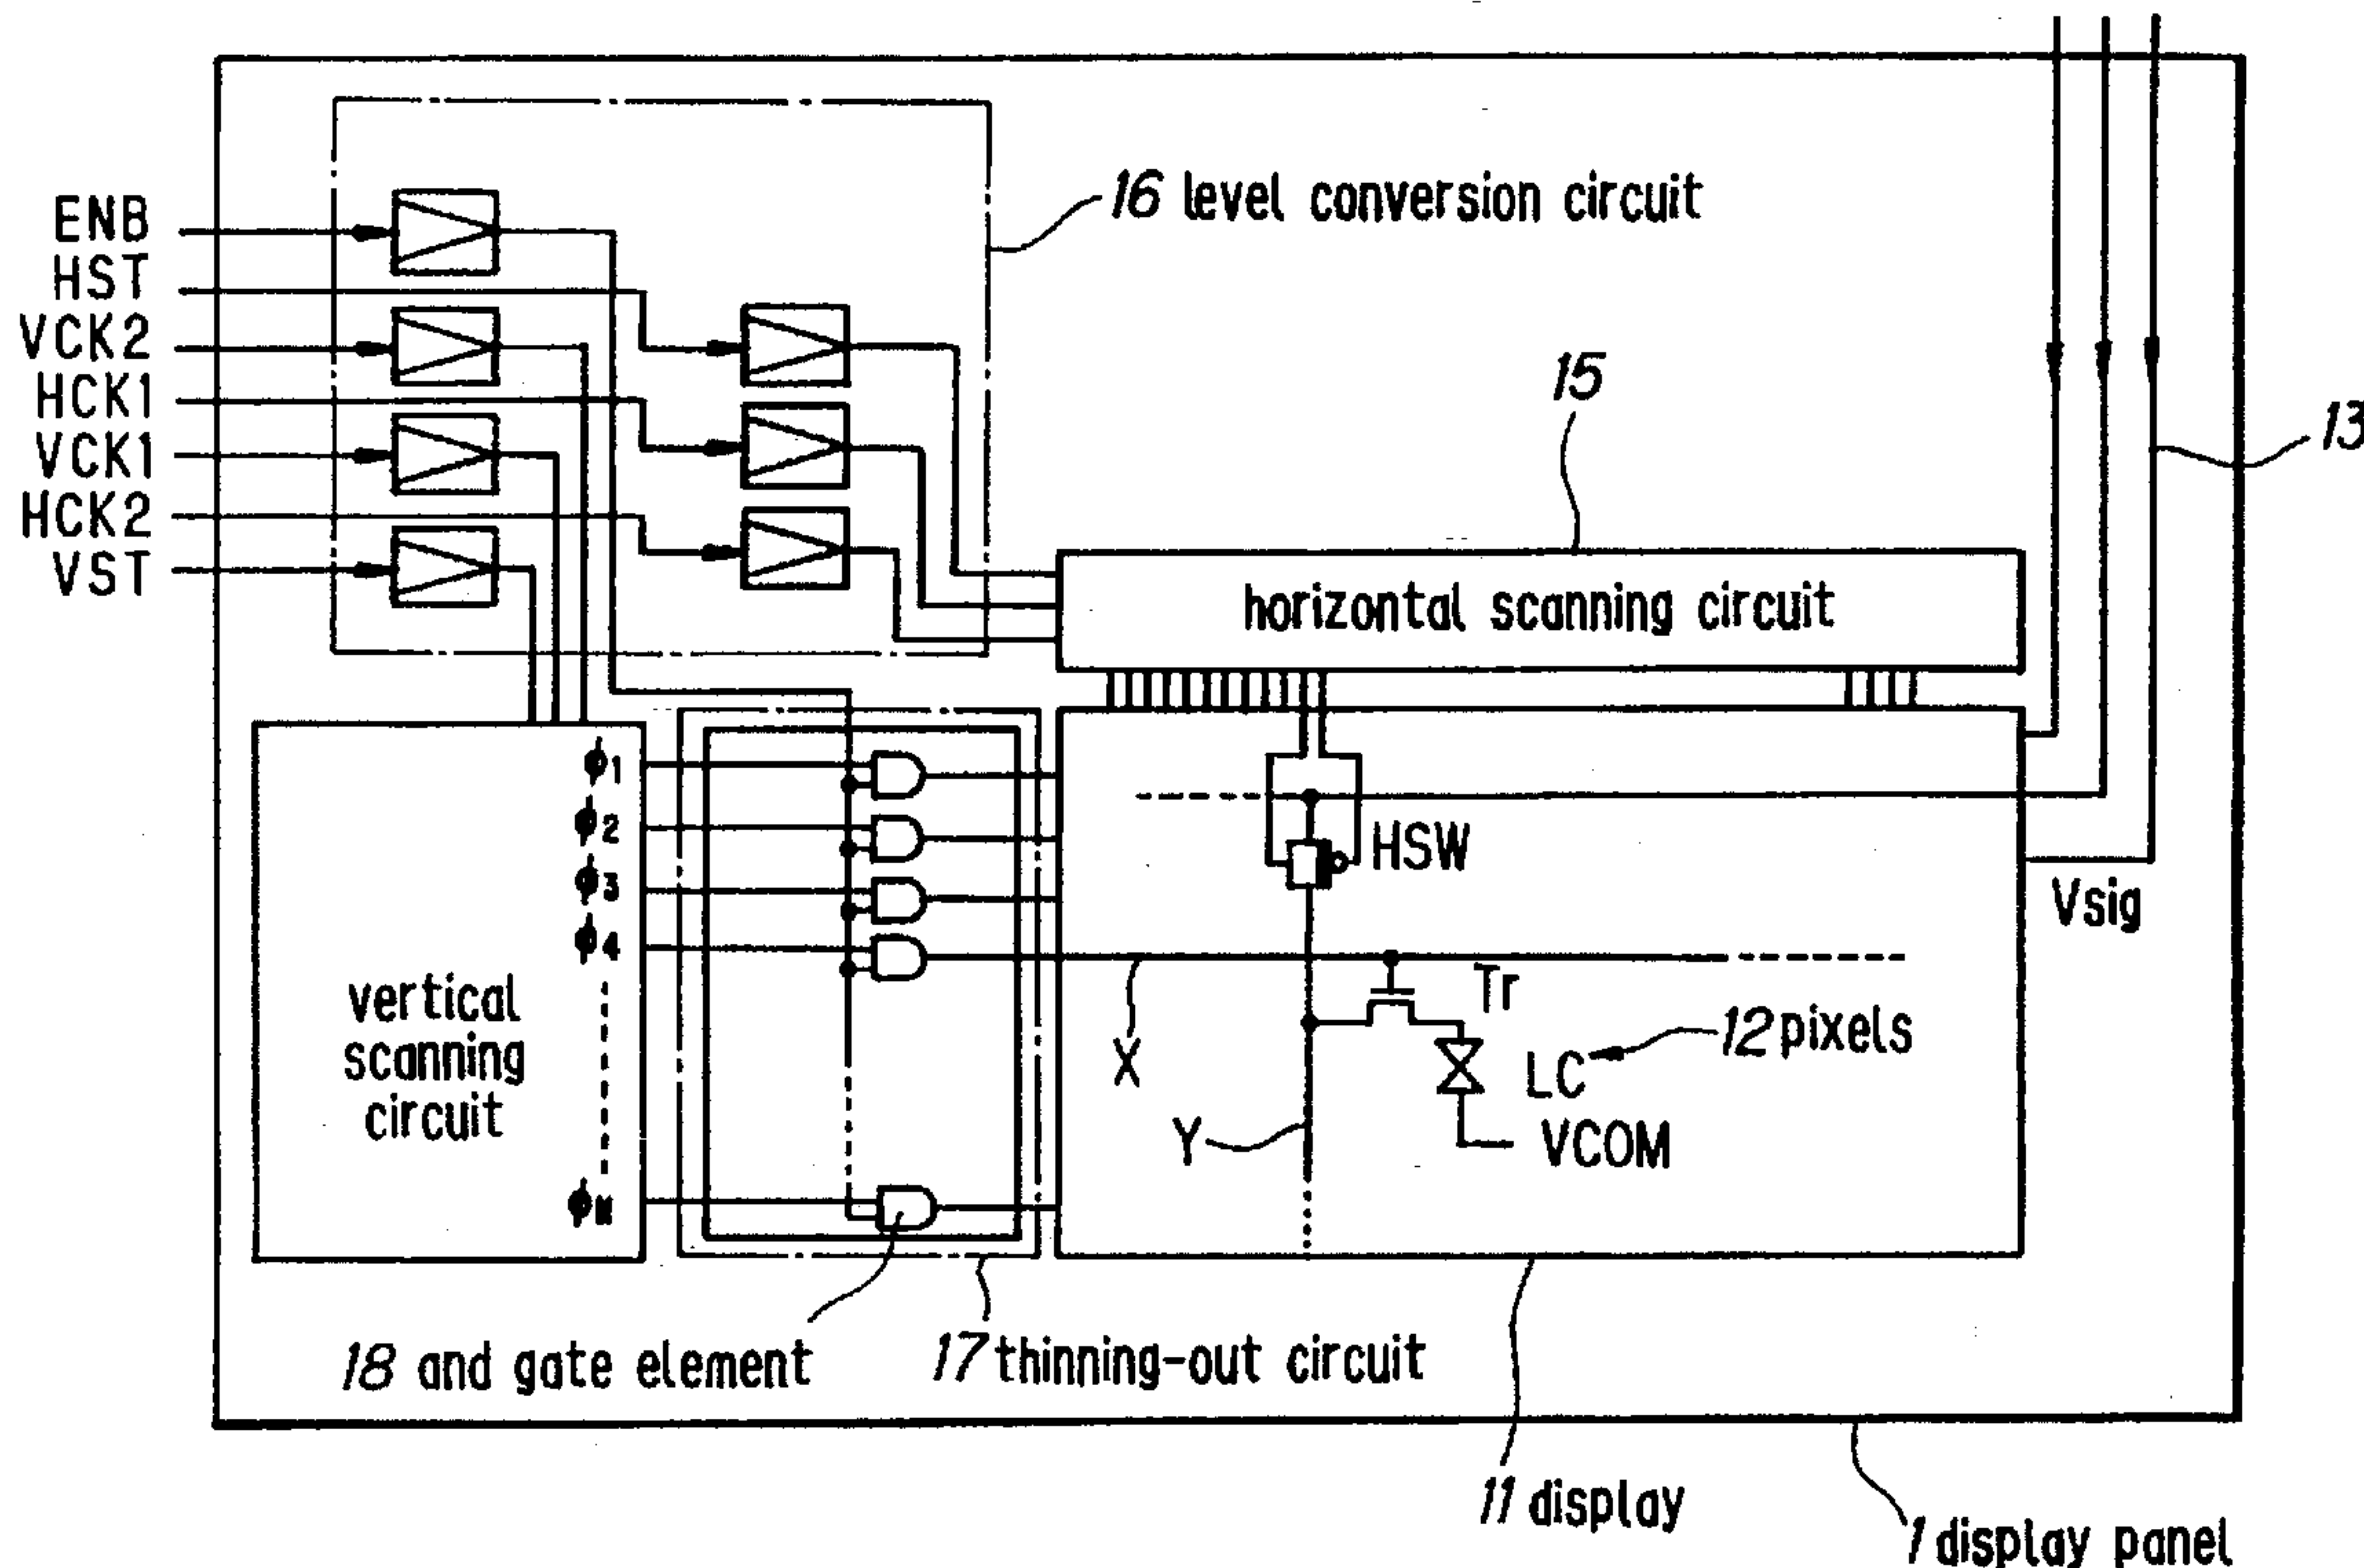 ENB
HST
VCK2
HCK1
VCK1
HCK2
VST
16 level conversion circuit
15
13
horizontal scanning circuit
ϕ1
ϕ2
ϕ3
ϕ4
ϕM
vertical
scanning
circuit
HSW
Vsig
Tr
X
12 pixels
LC
Y
VCOM
18 and gate element
17 thinning-out circuit
11 display
1 display panel